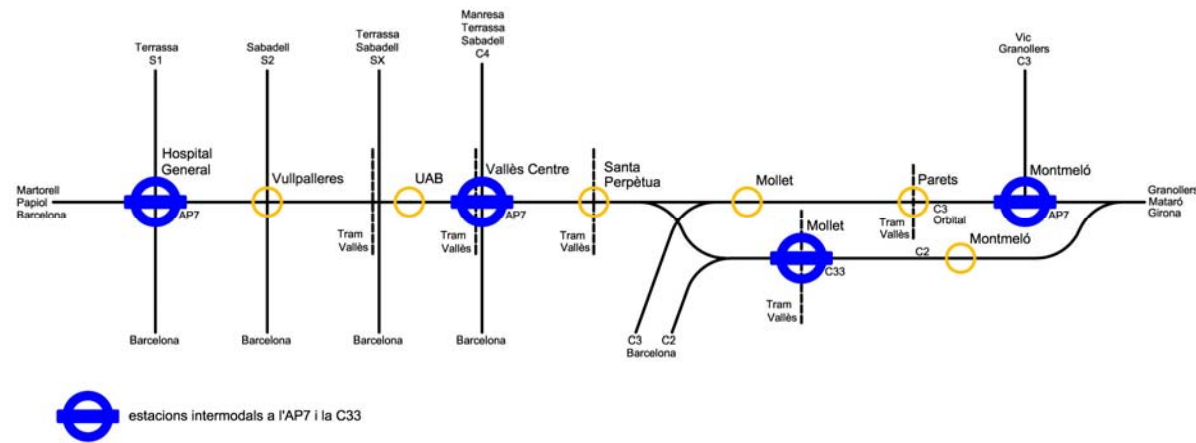 Terrassa
S1
Sabadell
S2
Terrassa
Sabadell
SX
Manresa
Terrassa
Sabadell
C4
Vic
Granollers
C3
Hospital
General
Vullpalleres
UAB
Vallès Centre
Santa
Perpètua
Mollet
Parets
Montmeló
Martorell
Papiol
Barcelona
AP7
AP7
C3
Orbital
AP7
Granollers
Mataró
Girona
Tram
Vallès
Tram
Vallès
Tram
Vallès
Tram
Vallès
Mollet
Montmeló
C33
C2
Tram
Vallès
Barcelona
Barcelona
Barcelona
Barcelona
C3
C2
Barcelona
estacions intermodals a l'AP7 i la C33